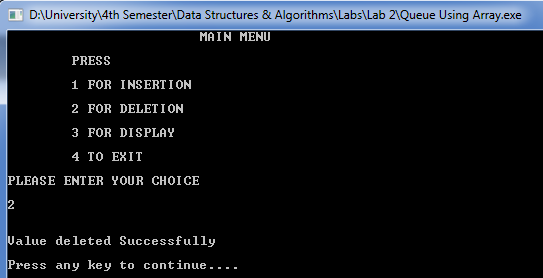 D:\University\4th Semester\Data Structures & Algorithms\Labs\Lab 2\Queue Using Array.exe
MAIN MENU
PRESS
1 FOR INSERTION
2 FOR DELETION
3 FOR DISPLAY
4 TO EXIT
PLEASE ENTER YOUR CHOICE
2
Value deleted Successfully
Press any key to continue....